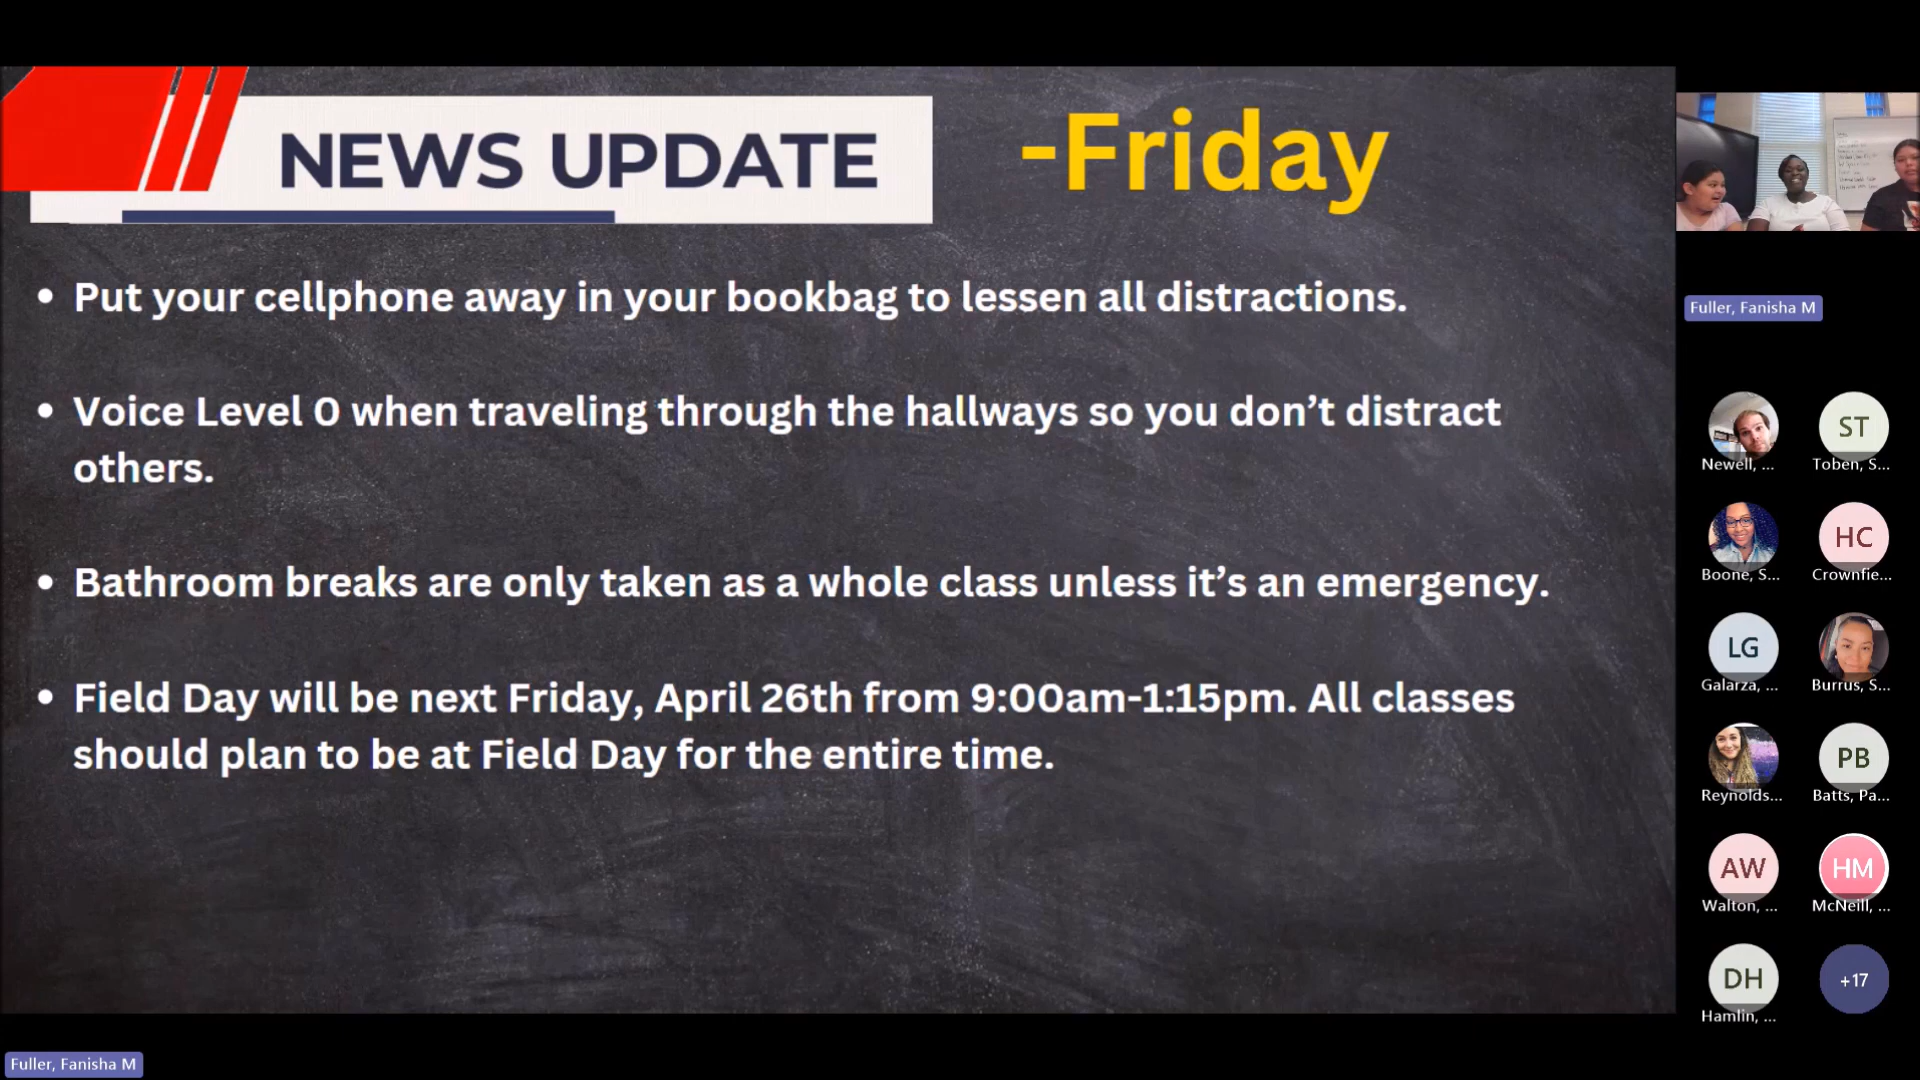 NEWS UPDATE
-Friday
• Put your cellphone away in your bookbag to lessen all distractions.
• Voice Level 0 when traveling through the hallways so you don’t distract
others.
• Bathroom breaks are only taken as a whole class unless it’s an emergency.
• Field Day will be next Friday, April 26th from 9:00am-1:15pm. All classes
should plan to be at Field Day for the entire time.
Fuller, Fanisha M
ST
Newell, ...
Toben, S...
HC
Boone, S...
Crownfie...
LG
Galarza, ...
Burrus, S...
PB
Reynolds...
Batts, Pa...
AW
HM
Walton, ...
McNeill, ...
DH
+17
Hamlin, ...
Fuller, Fanisha M